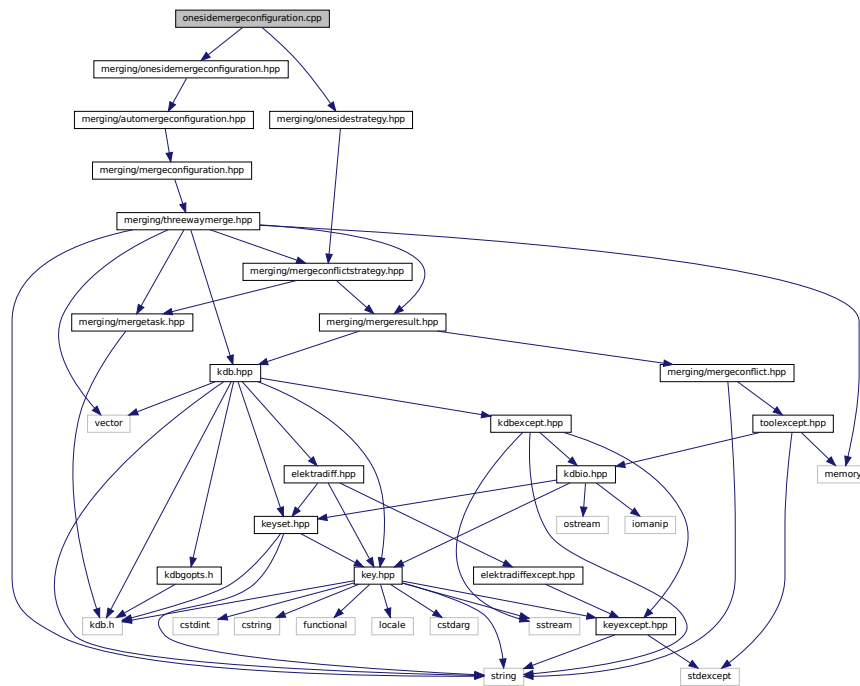 onesidemergeconfiguration.cpp
merging/onesidemergeconfiguration.hpp
merging/automergeconfiguration.hpp
merging/onesidestrategy.hpp
merging/mergeconfiguration.hpp
merging/threewaymerge.hpp
merging/mergeconflictstrategy.hpp
merging/mergetask.hpp
merging/mergeresult.hpp
kdb.hpp
merging/mergeconflict.hpp
vector
kdbexcept.hpp
toolexcept.hpp
elektradiff.hpp
kdbio.hpp
memory
keyset.hpp
ostream
iomanip
kdbgopts.h
key.hpp
elektradiffexcept.hpp
kdb.h
cstdint
cstring
functional
locale
cstdarg
sstream
keyexcept.hpp
string
stdexcept